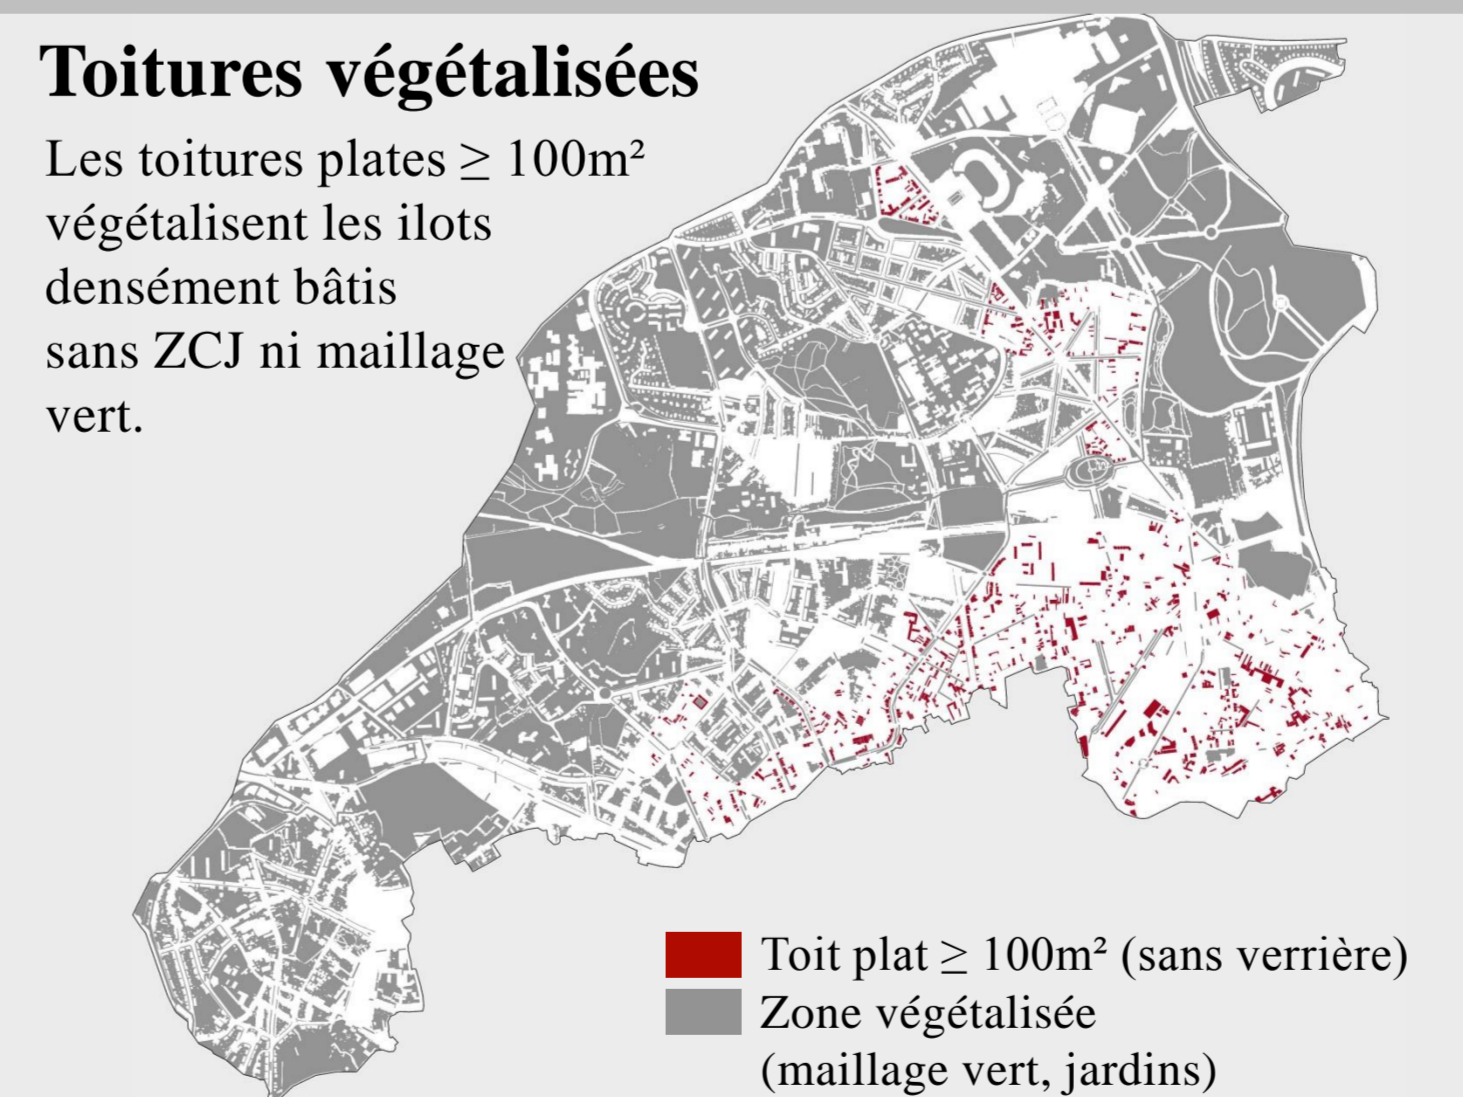 Toitures végétalisées
Les toitures plates ≥ 100m²
végétalisent les ilots
densément bâtis
sans ZCJ ni maillage
vert.
Toit plat ≥ 100m² (sans verrière)
Zone végétalisée
(maillage vert, jardins)